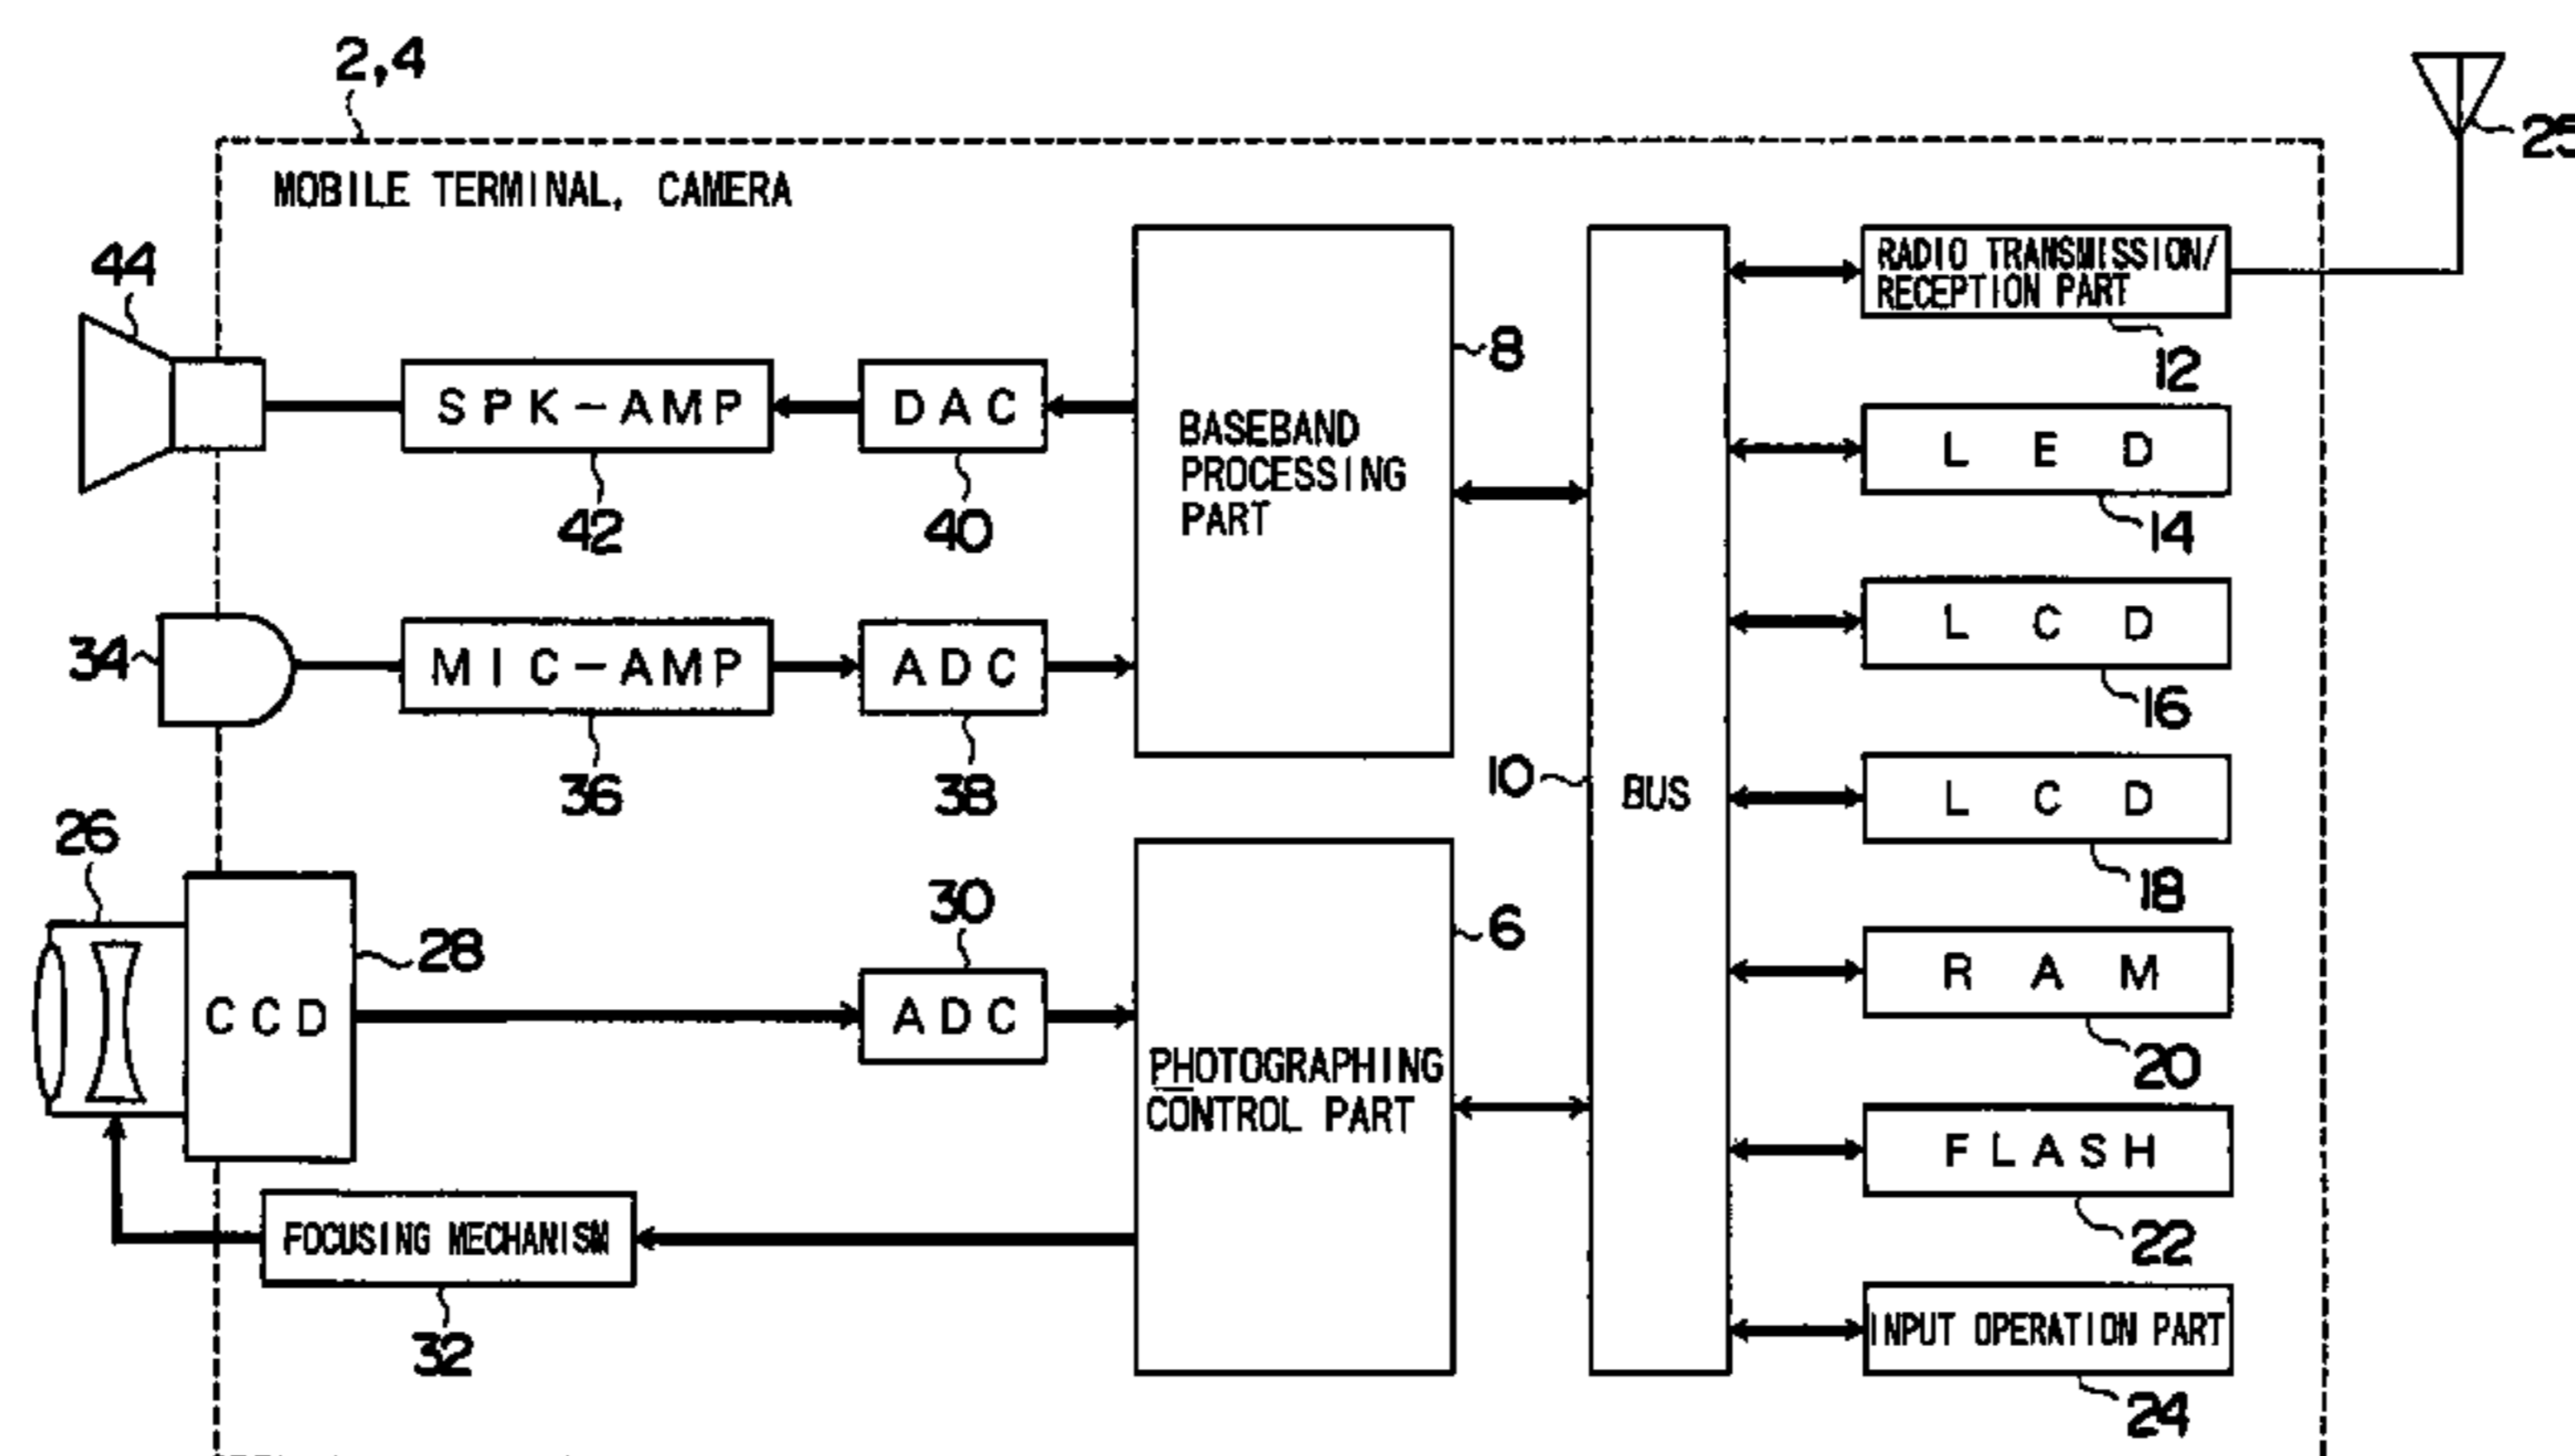 2,4
25
MOBILE TERMINAL, CAMERA
44
RADIO TRANSMISSION/
RECEPTION PART
12
8
SPK-AMP
42
DAC
40
BASEBAND
PROCESSING
PART
LED
14
34
MIC-AMP
36
ADC
38
LCD
16
10
BUS
LCD
18
26
CCD
28
30
ADC
6
PHOTOGRAPHING
CONTROL PART
RAM
20
FLASH
22
FOCUSING MECHANISM
32
INPUT OPERATION PART
24